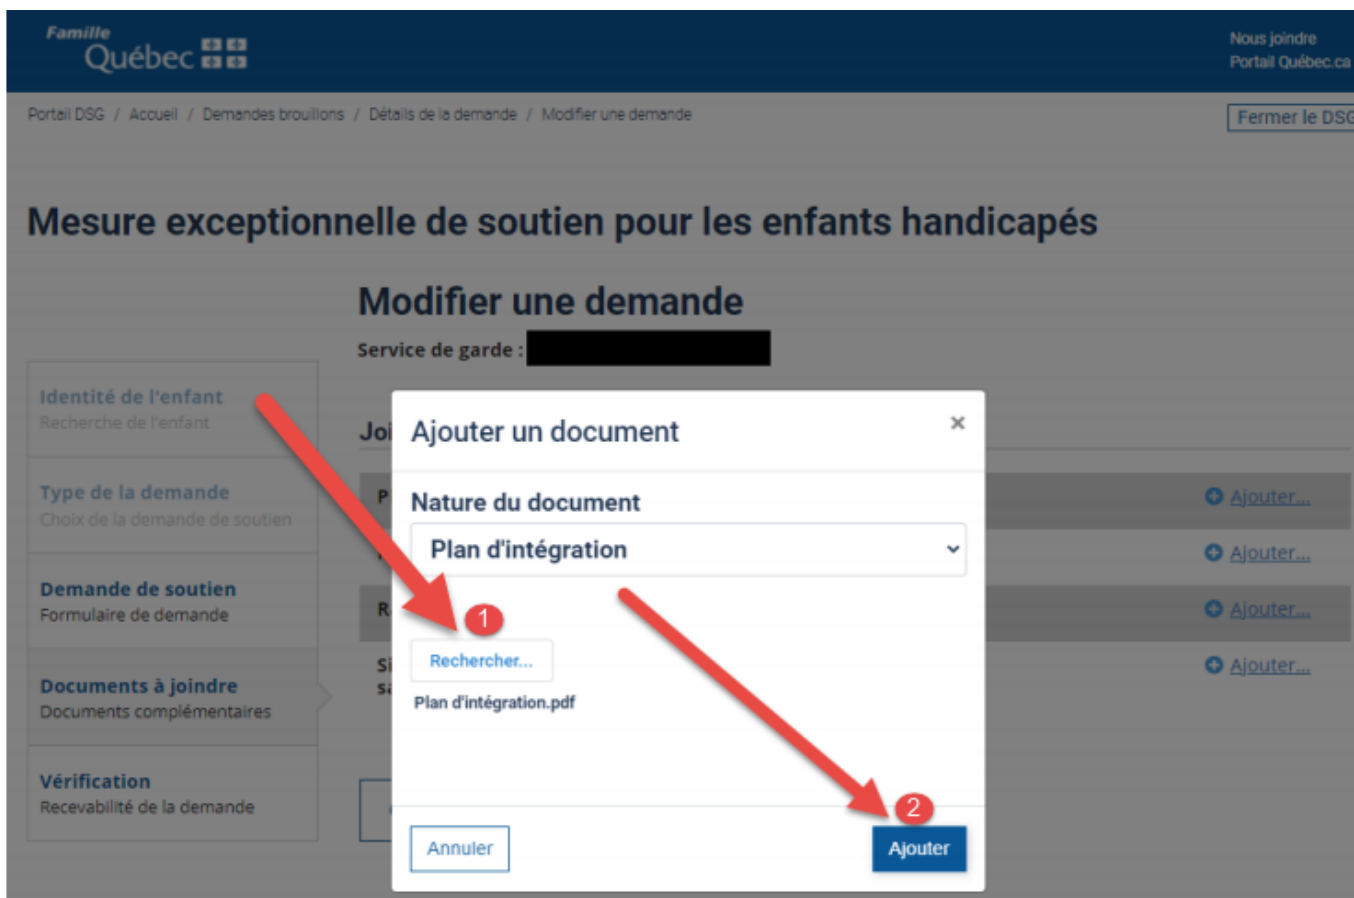 Famille
Québec
Nous joindre
Portail Québec.ca
Portail DSG / Accueil / Demandes brouillons / Détails de la demande / Modifier une demande
Fermer le DSG
Mesure exceptionnelle de soutien pour les enfants handicapés
Modifier une demande
Service de garde :
Identité de l'enfant
Recherche de l'enfant
Type de la demande
Choix de la demande de soutien
Demande de soutien
Formulaire de demande
Documents à joindre
Documents complémentaires
Vérification
Recevabilité de la demande
Joi
P
Ajouter...
Ajouter...
R
Ajouter...
Si
sa
Ajouter...
Ajouter un document
×
Nature du document
Plan d'intégration
1
Rechercher...
Plan d'intégration.pdf
2
Annuler
Ajouter